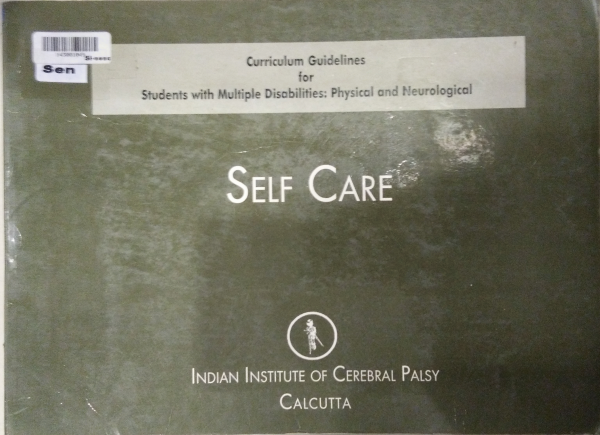 Sen
Curriculum Guidelines
for
Students with Multiple Disabilities: Physical and Neurological
SELF CARE
INDIAN INSTITUTE OF CEREBRAL PALSY
CALCUTTA